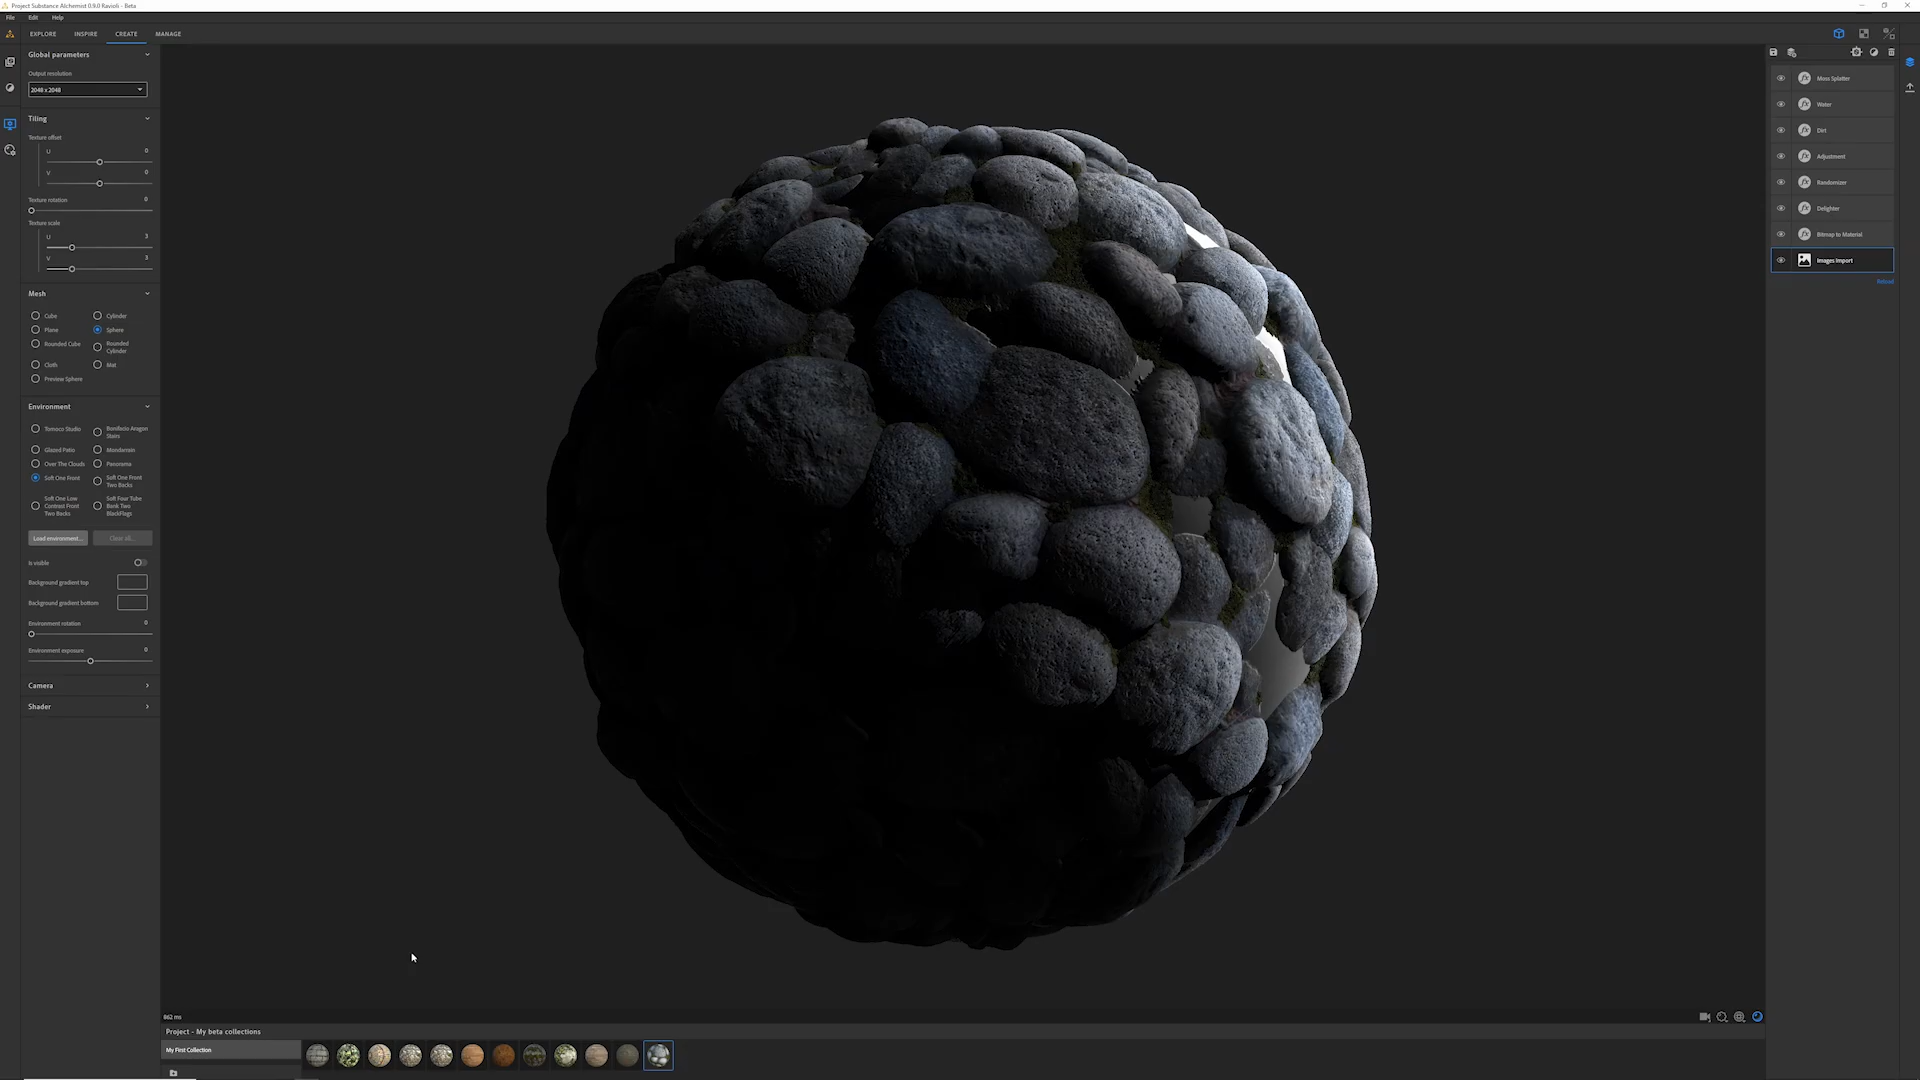 Project Substance Alchemist 0.9.0 Ravioli - Beta
File Edit Help
EXPLORE INSPIRE CREATE MANAGE
Global parameters
Output resolution
2048 x 2048
Tiling
Texture offset
U 0
V 0
Texture rotation 0
Texture scale
U 3
V 3
Mesh
Cube Cylinder
Plane Sphere
Rounded Cube Rounded
Cylinder
Cloth Mat
Preview Sphere
Environment
Tomoco Studio Bonifacio Aragon
Stairs
Glazed Patio Mondarrain
Over The Clouds Panorama
Soft One Front Soft One Front
Two Backs
Soft One Low
Contrast Front
Two Backs
Soft Four Tube
Bank Two
BlackFlags
Load environment... Clear all...
Is visible
Background gradient top
Background gradient bottom
Environment rotation 0
Environment exposure 0
Camera
Shader
Moss Splatter
Water
Dirt
Adjustment
Randomizer
Delighter
Bitmap to Material
Images Import
Reload
862 ms
Project - My beta collections
My First Collection